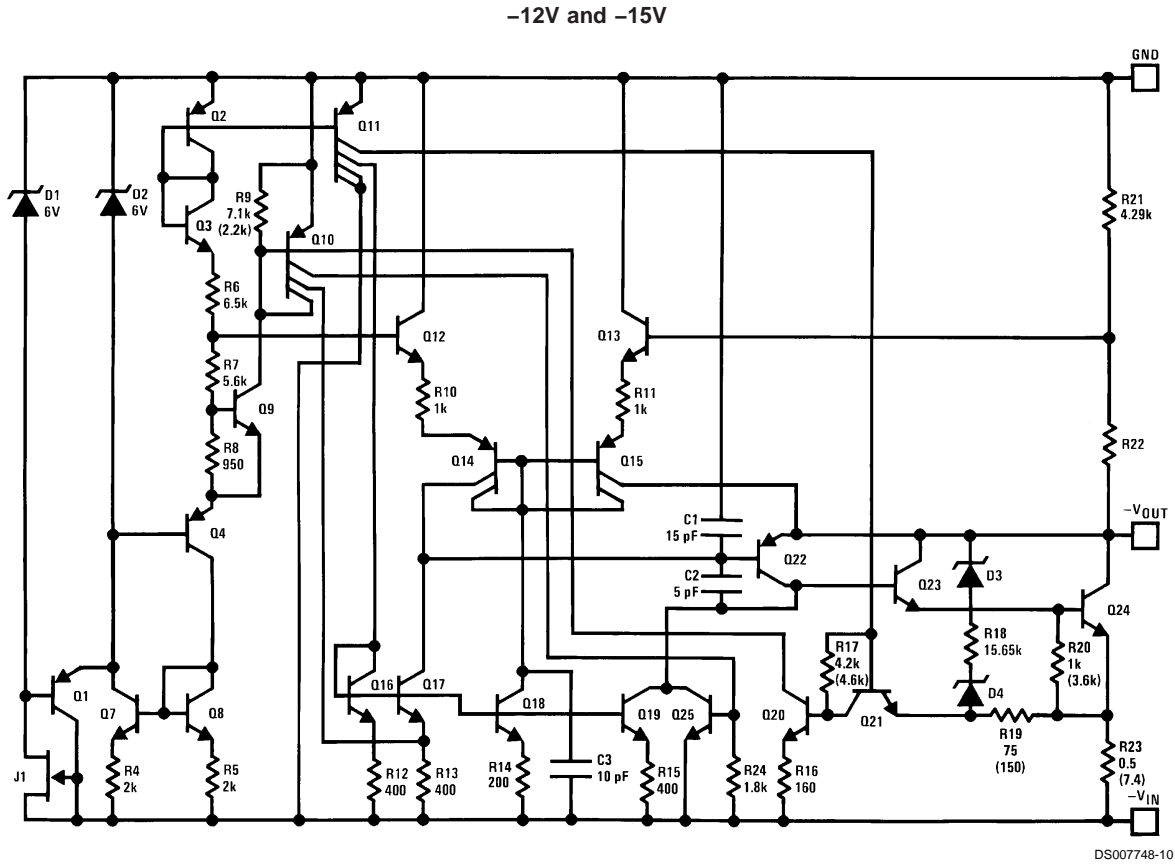 –12V and –15V
GND
Q2
Q11
D1
6V
D2
6V
R9
7.1k
(2.2k)
Q3
Q10
R21
4.29k
R6
6.5k
Q12
Q13
R7
5.6k
Q9
R10
1k
R11
1k
R8
950
Q14
Q15
R22
Q4
C1
15 pF
–VOUT
Q22
C2
5 pF
Q23
D3
Q24
R17
4.2k
(4.6k)
R18
15.65k
R20
1k
(3.6k)
Q1
Q7
Q8
Q16
Q17
Q18
Q19
Q25
Q20
Q21
D4
R19
75
(150)
J1
R4
2k
R5
2k
R12
400
R13
400
R14
200
C3
10 pF
R15
400
R24
1.8k
R16
160
R23
0.5
(7.4)
–VIN
DS007748-10